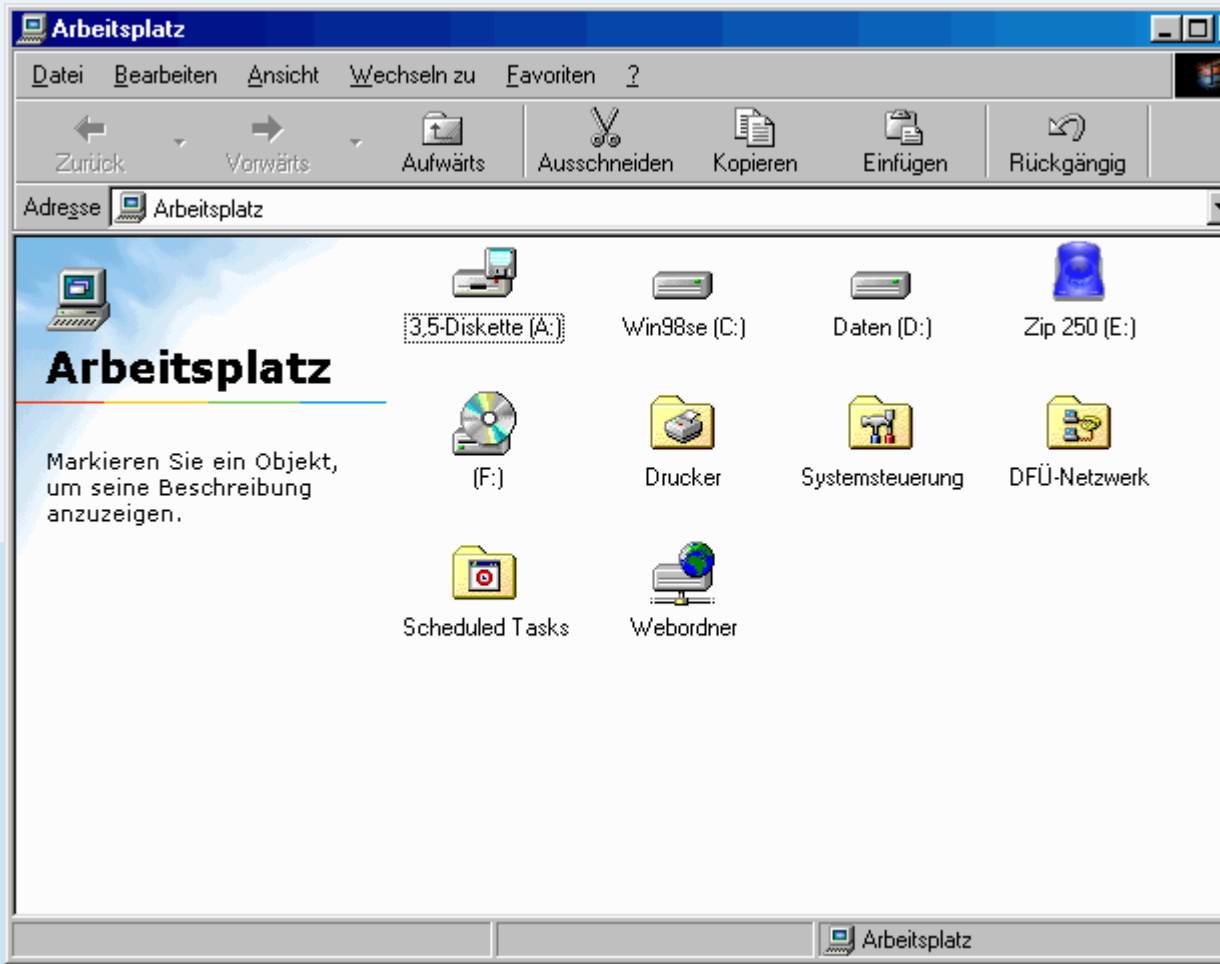 Arbeitsplatz
Datei Bearbeiten Ansicht Wechseln zu Favoriten ?
Zurück Vorwärts Aufwärts Ausschneiden Kopieren Einfügen Rückgängig
Adresse Arbeitsplatz
3,5-Diskette (A:) Win98se (C:) Daten (D:) Zip 250 (E:)
Arbeitsplatz
Markieren Sie ein Objekt,
um seine Beschreibung
anzuzeigen.
(F:) Drucker Systemsteuerung DFÜ-Netzwerk
Scheduled Tasks Webordner
Arbeitsplatz